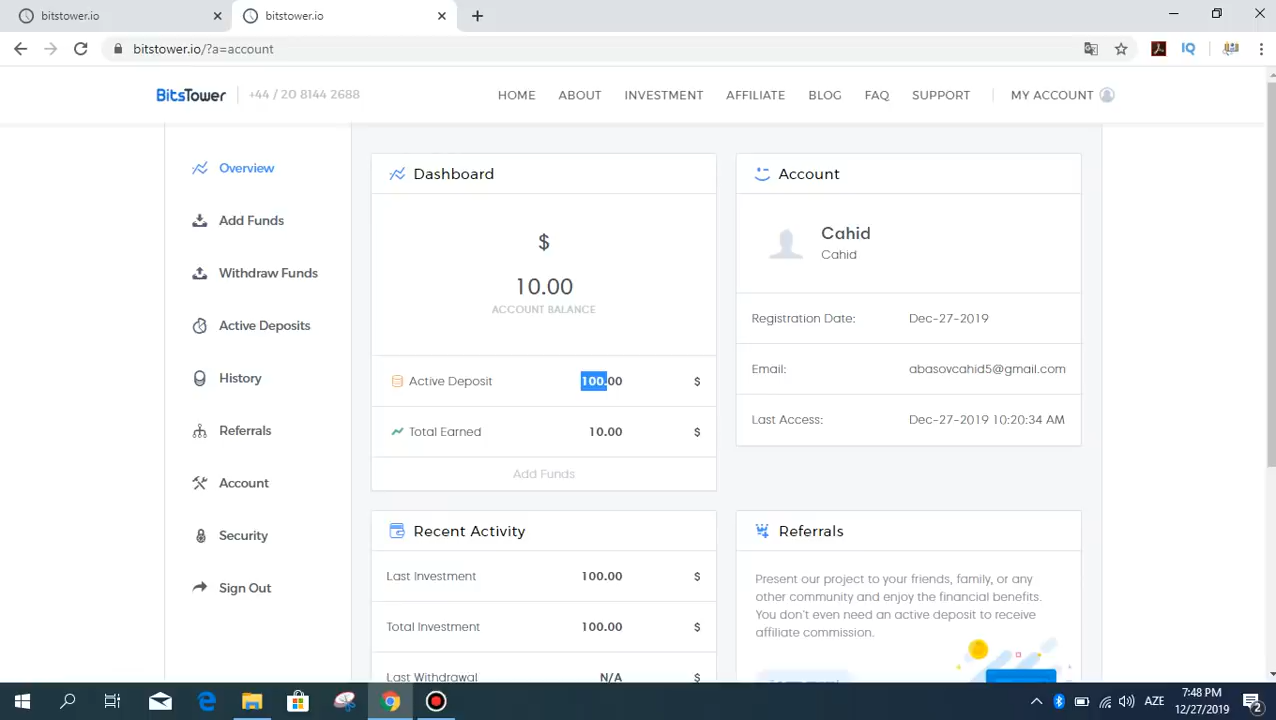 bitstower.io
bitstower.io
bitstower.io/?a=account
IQ
BitsTower
+44 / 20 8144 2688
HOME
ABOUT
INVESTMENT
AFFILIATE
BLOG
FAQ
SUPPORT
MY ACCOUNT
Overview
Add Funds
Withdraw Funds
Active Deposits
History
Referrals
Account
Security
Sign Out
Dashboard
$
10.00
ACCOUNT BALANCE
Active Deposit 100.00 $
Total Earned 10.00 $
Add Funds
Account
Cahid
Cahid
Registration Date: Dec-27-2019
Email: abasovcahid5@gmail.com
Last Access: Dec-27-2019 10:20:34 AM
Recent Activity
Last Investment 100.00 $
Total Investment 100.00 $
Last Withdrawal N/A $
Referrals
Present our project to your friends, family, or any
other community and enjoy the financial benefits.
You don't even need an active deposit to receive
affiliate commission.
AZE
7:48 PM
12/27/2019
2